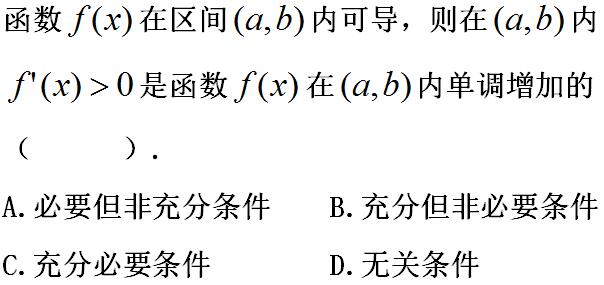 函数 f(x) 在区间 (a,b) 内可导，则在 (a,b) 内
f'(x) > 0 是函数 f(x) 在 (a,b) 内单调增加的
（　　　）.
A.必要但非充分条件　　B.充分但非必要条件
C.充分必要条件　　D.无关条件